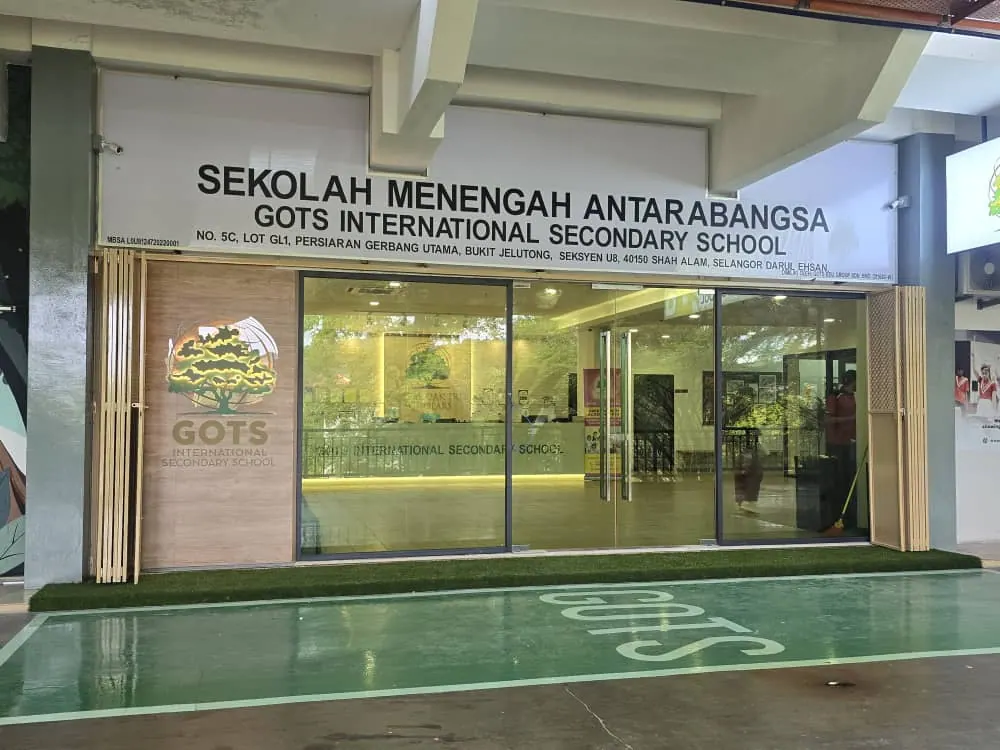 SEKOLAH MENENGAH ANTARABANGSA
GOTS INTERNATIONAL SECONDARY SCHOOL
NO. 5C, LOT GL1, PERSIARAN GERBANG UTAMA, BUKIT JELUTONG, SEKSYEN U8, 40150 SHAH ALAM, SELANGOR DARUL EHSAN
GOTS
INTERNATIONAL
SECONDARY SCHOOL
GOTS INTERNATIONAL SECONDARY SCHOOL
GOTS